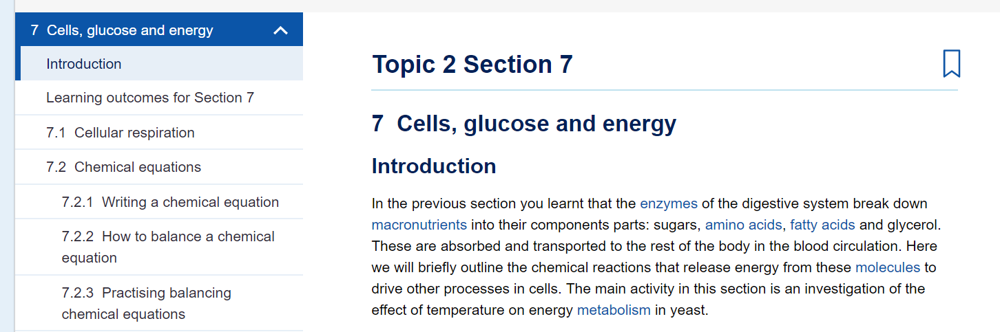 7 Cells, glucose and energy
Introduction
Learning outcomes for Section 7
7.1 Cellular respiration
7.2 Chemical equations
7.2.1 Writing a chemical equation
7.2.2 How to balance a chemical
equation
7.2.3 Practising balancing
chemical equations
Topic 2 Section 7
7 Cells, glucose and energy
Introduction
In the previous section you learnt that the enzymes of the digestive system break down
macronutrients into their components parts: sugars, amino acids, fatty acids and glycerol.
These are absorbed and transported to the rest of the body in the blood circulation. Here
we will briefly outline the chemical reactions that release energy from these molecules to
drive other processes in cells. The main activity in this section is an investigation of the
effect of temperature on energy metabolism in yeast.